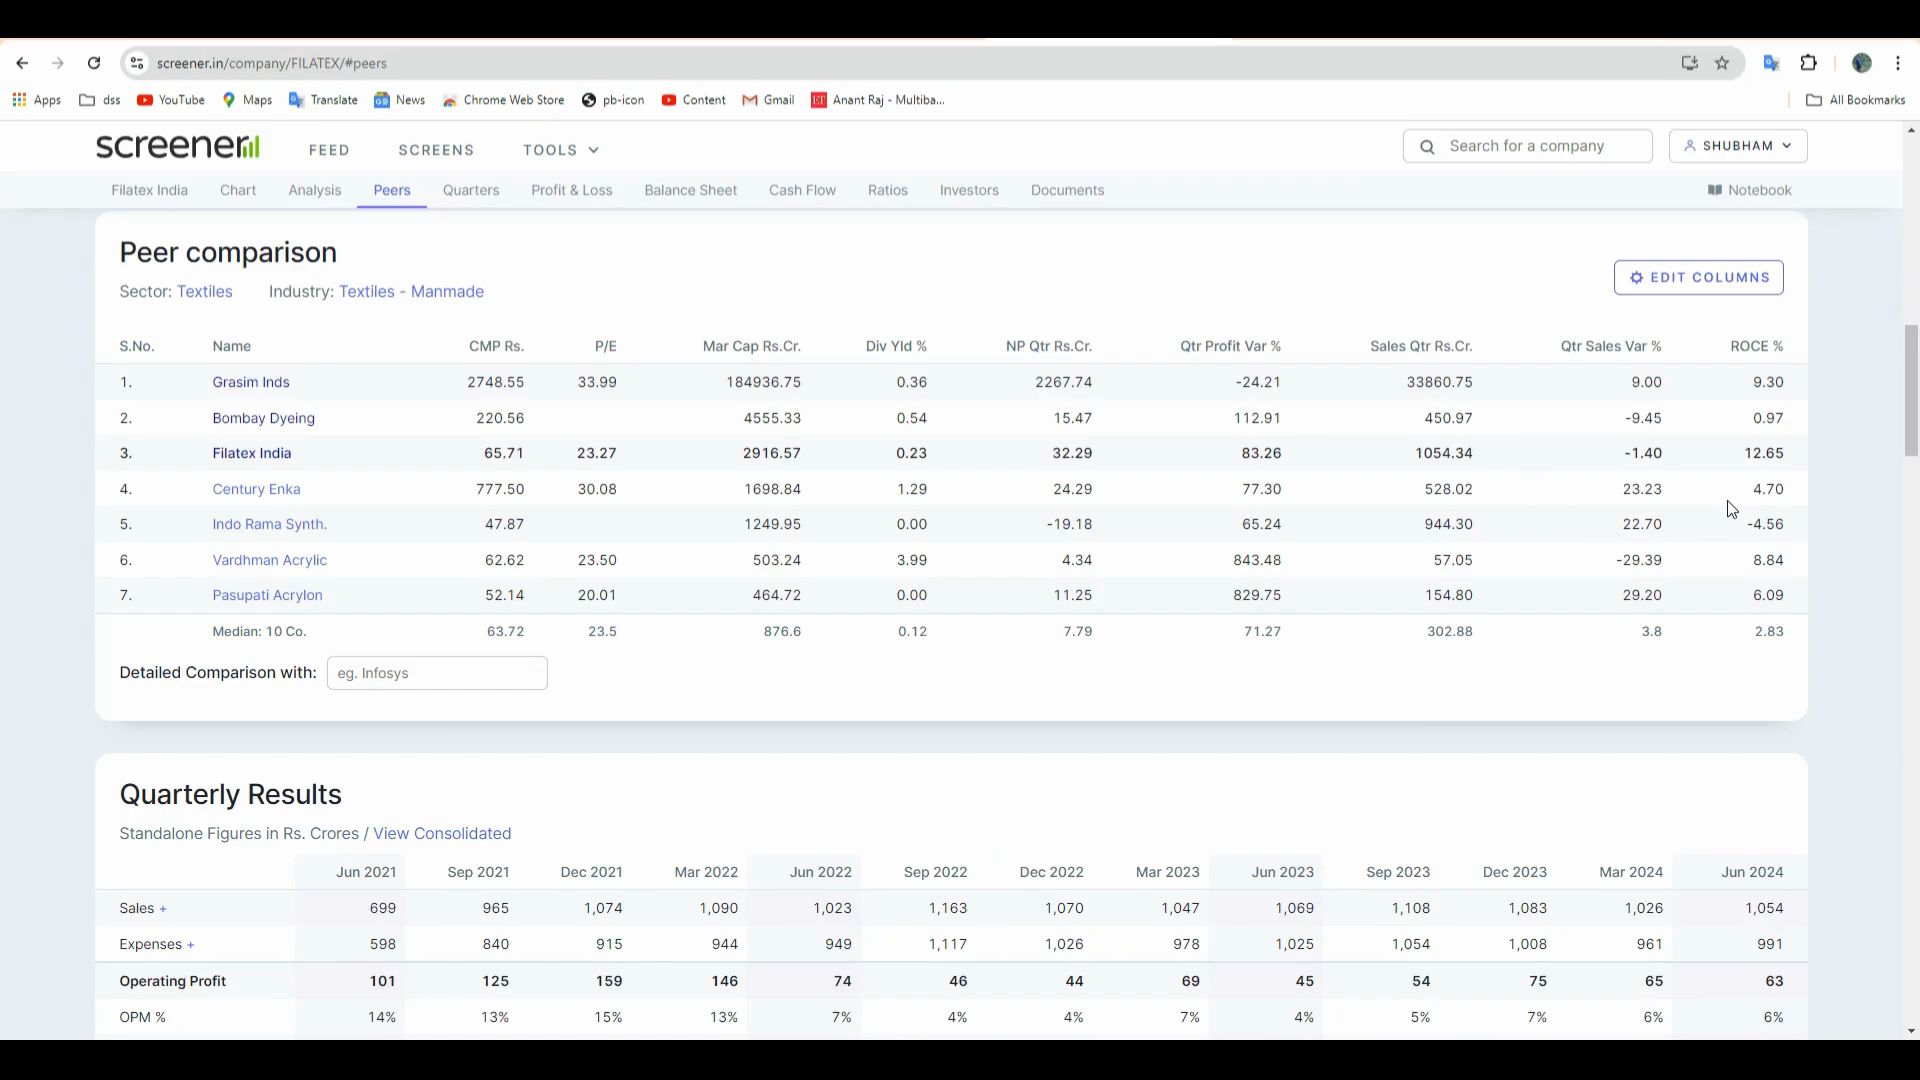 screener.in/company/FILATEX/#peers
Apps dss YouTube Maps Translate News Chrome Web Store pb-icon Content Gmail ET Anant Raj - Multiba... All Bookmarks
screener FEED SCREENS TOOLS Search for a company SHUBHAM
Filatex India Chart Analysis Peers Quarters Profit & Loss Balance Sheet Cash Flow Ratios Investors Documents Notebook
Peer comparison
Sector: Textiles Industry: Textiles - Manmade
EDIT COLUMNS
S.No. Name CMP Rs. P/E Mar Cap Rs.Cr. Div Yld % NP Qtr Rs.Cr. Qtr Profit Var % Sales Qtr Rs.Cr. Qtr Sales Var % ROCE %
1. Grasim Inds 2748.55 33.99 184936.75 0.36 2267.74 -24.21 33860.75 9.00 9.30
2. Bombay Dyeing 220.56 4555.33 0.54 15.47 112.91 450.97 -9.45 0.97
3. Filatex India 65.71 23.27 2916.57 0.23 32.29 83.26 1054.34 -1.40 12.65
4. Century Enka 777.50 30.08 1698.84 1.29 24.29 77.30 528.02 23.23 4.70
5. Indo Rama Synth. 47.87 1249.95 0.00 -19.18 65.24 944.30 22.70 -4.56
6. Vardhman Acrylic 62.62 23.50 503.24 3.99 4.34 843.48 57.05 -29.39 8.84
7. Pasupati Acrylon 52.14 20.01 464.72 0.00 11.25 829.75 154.80 29.20 6.09
Median: 10 Co. 63.72 23.5 876.6 0.12 7.79 71.27 302.88 3.8 2.83
Detailed Comparison with: eg. Infosys
Quarterly Results
Standalone Figures in Rs. Crores / View Consolidated
Jun 2021 Sep 2021 Dec 2021 Mar 2022 Jun 2022 Sep 2022 Dec 2022 Mar 2023 Jun 2023 Sep 2023 Dec 2023 Mar 2024 Jun 2024
Sales + 699 965 1,074 1,090 1,023 1,163 1,070 1,047 1,069 1,108 1,083 1,026 1,054
Expenses + 598 840 915 944 949 1,117 1,026 978 1,025 1,054 1,008 961 991
Operating Profit 101 125 159 146 74 46 44 69 45 54 75 65 63
OPM % 14% 13% 15% 13% 7% 4% 4% 7% 4% 5% 7% 6% 6%